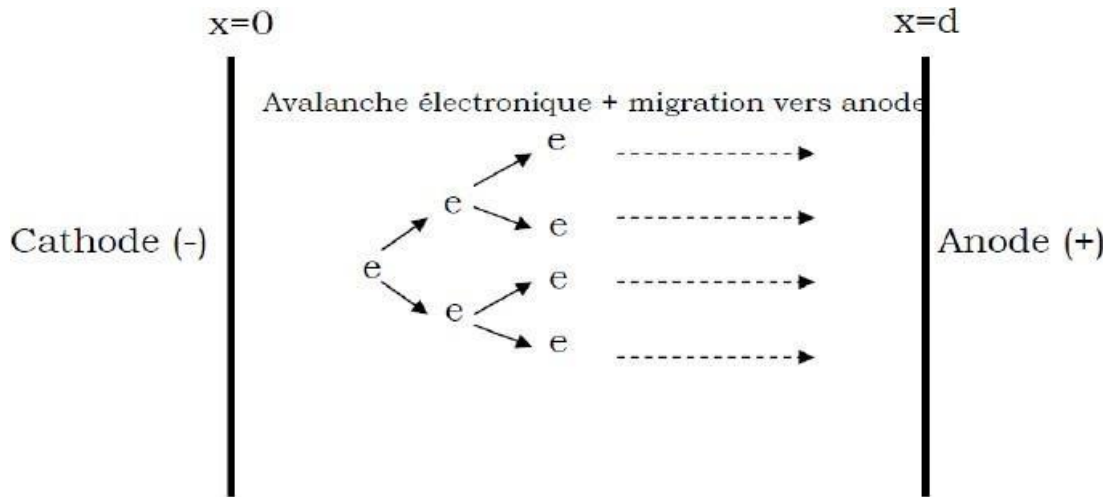 x=0
x=d
Avalanche électronique + migration vers anode
e
e
e
Cathode (-)
Anode (+)
e
e
e
e